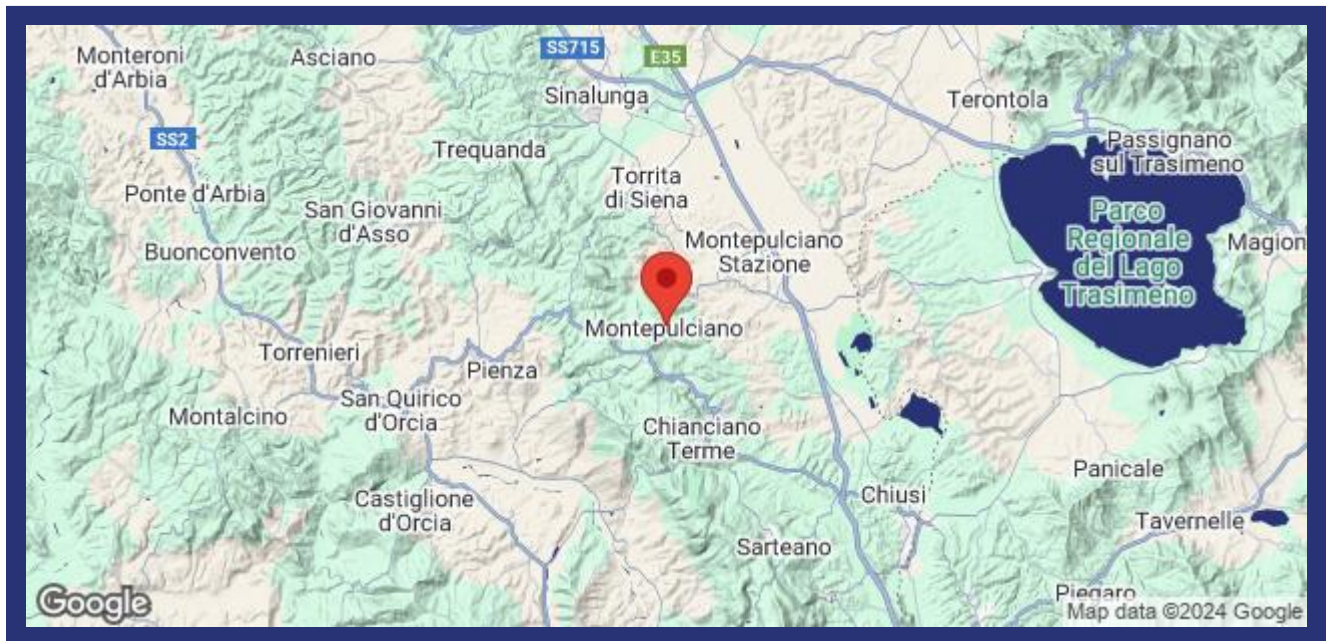 Monteroni
d'Arbia
Asciano
SS715
E35
Sinalunga
Terontola
SS2
Trequanda
Passignano
sul Trasimeno
Ponte d'Arbia
Torrita
di Siena
San Giovanni
d'Asso
Parco
Regionale
del Lago
Trasimeno
Buonconvento
Montepulciano
Stazione
Magion
Montepulciano
Torrenieri
Pienza
San Quirico
d'Orcia
Montalcino
Chianciano
Terme
Panicale
Castiglione
d'Orcia
Chiusi
Tavernelle
Sarteano
Piegaro
Google
Map data ©2024 Google